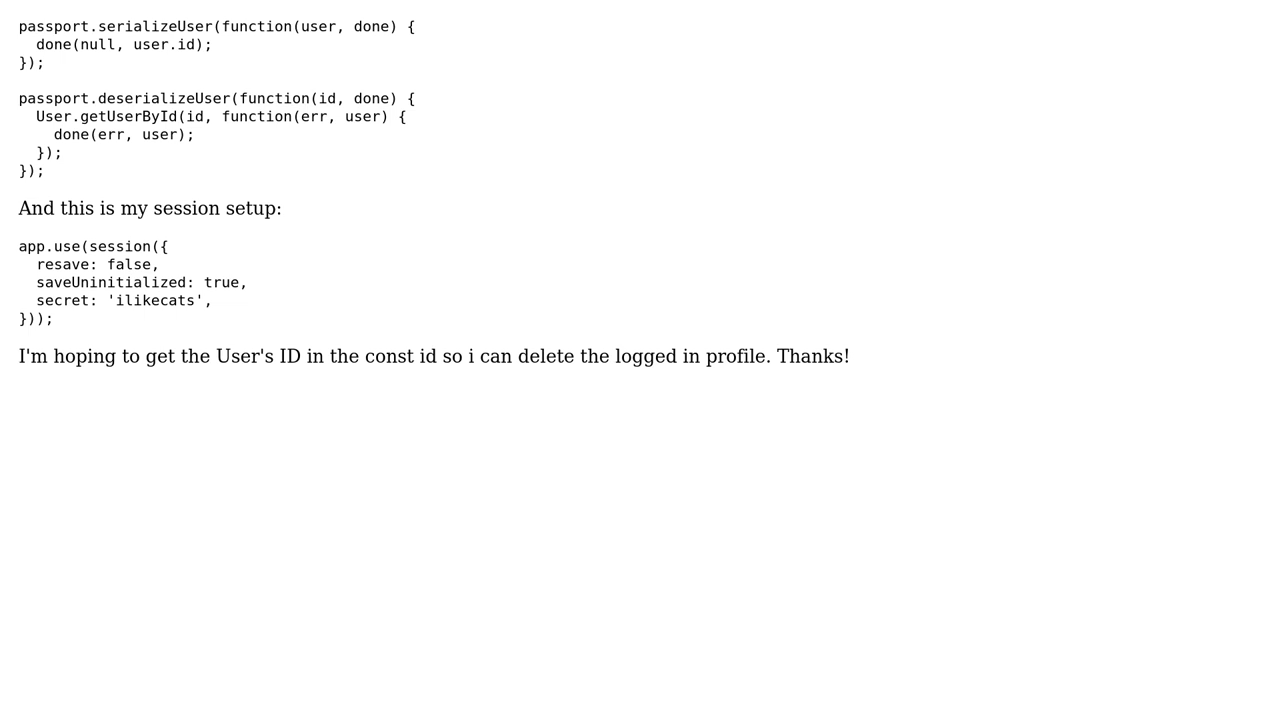 passport.serializeUser(function(user, done) {
  done(null, user.id);
});

passport.deserializeUser(function(id, done) {
  User.getUserById(id, function(err, user) {
    done(err, user);
  });
});
And this is my session setup:
app.use(session({
  resave: false,
  saveUninitialized: true,
  secret: 'ilikecats',
}));
I'm hoping to get the User's ID in the const id so i can delete the logged in profile. Thanks!